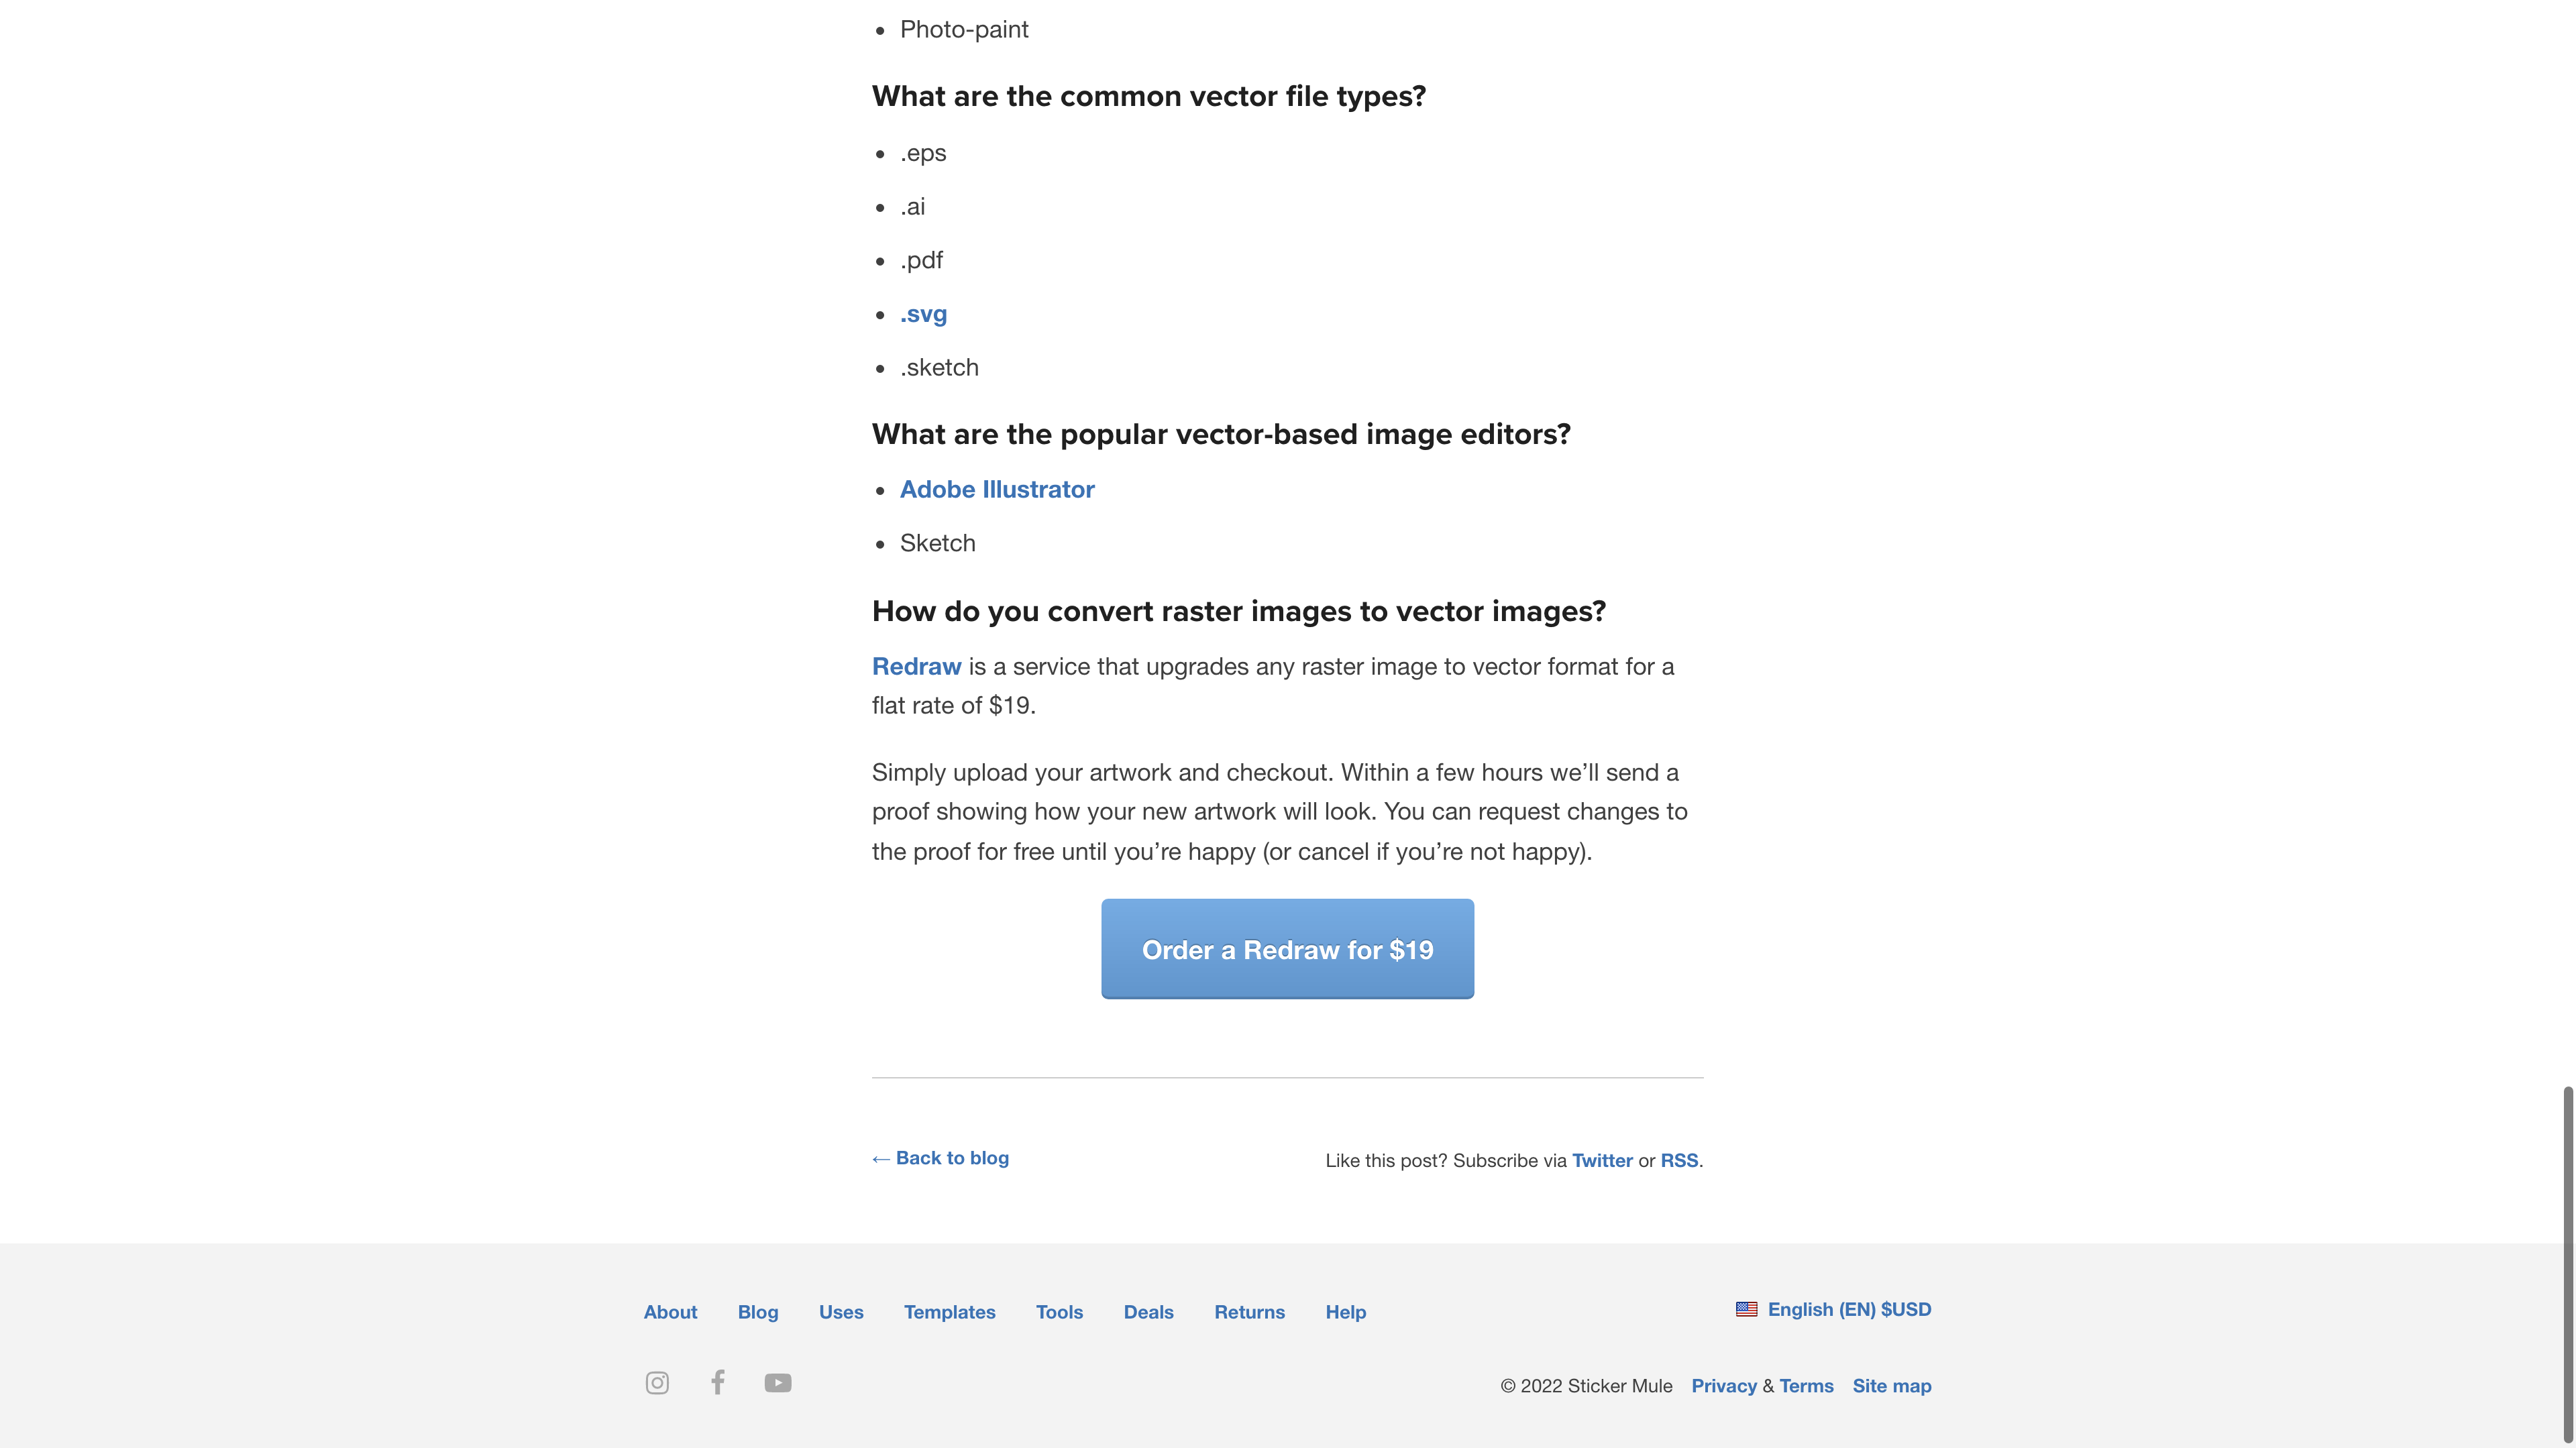 Photo-paint
What are the common vector file types?
.eps
.ai
.pdf
.svg
.sketch
What are the popular vector-based image editors?
Adobe Illustrator
Sketch
How do you convert raster images to vector images?
Redraw is a service that upgrades any raster image to vector format for a
flat rate of $19.
Simply upload your artwork and checkout. Within a few hours we’ll send a
proof showing how your new artwork will look. You can request changes to
the proof for free until you’re happy (or cancel if you’re not happy).
Order a Redraw for $19
← Back to blog
Like this post? Subscribe via Twitter or RSS.
About Blog Uses Templates Tools Deals Returns Help
English (EN) $USD
© 2022 Sticker Mule Privacy & Terms Site map